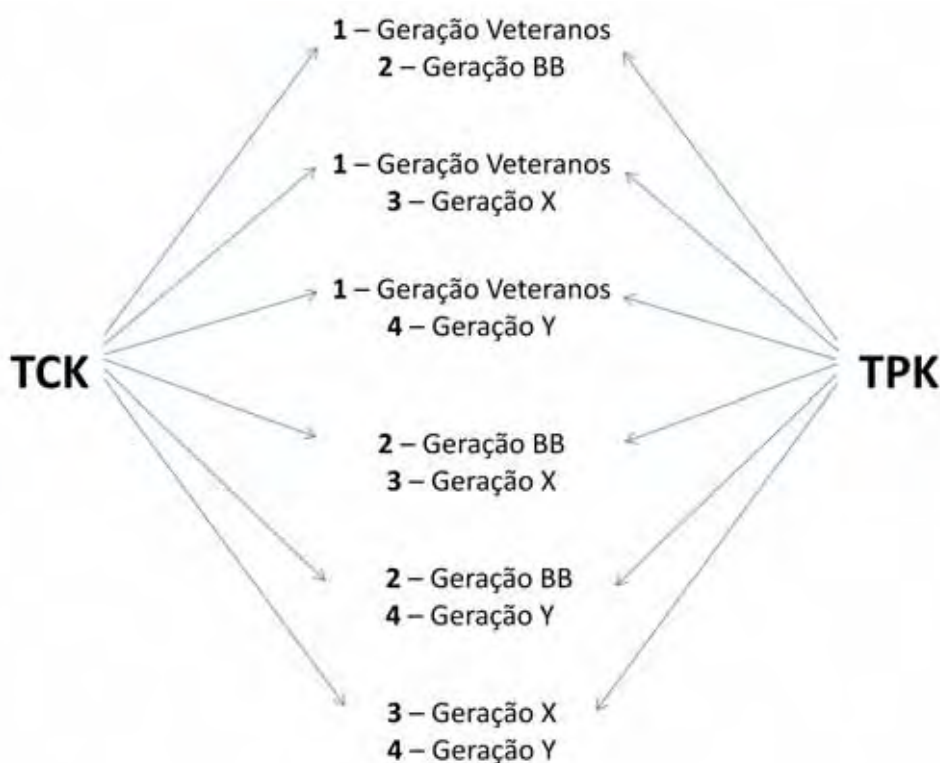 1 – Geração Veteranos
2 – Geração BB
1 – Geração Veteranos
3 – Geração X
1 – Geração Veteranos
4 – Geração Y
TCK
TPK
2 – Geração BB
3 – Geração X
2 – Geração BB
4 – Geração Y
3 – Geração X
4 – Geração Y